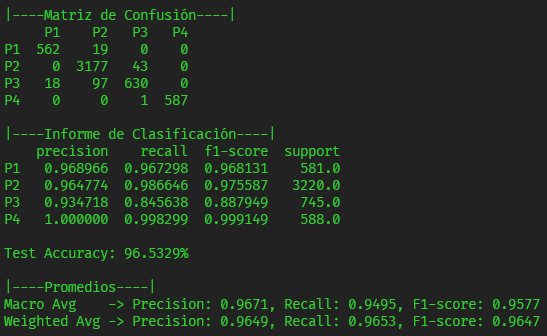 |----Matriz de Confusión----|
P1 P2 P3 P4
P1 562 19 0 0
P2 0 3177 43 0
P3 18 97 630 0
P4 0 0 1 587
|----Informe de Clasificación----|
precision recall f1-score support
P1 0.968966 0.967298 0.968131 581.0
P2 0.964774 0.986646 0.975587 3220.0
P3 0.934718 0.845638 0.887949 745.0
P4 1.000000 0.998299 0.999149 588.0
Test Accuracy: 96.5329%
|----Promedios----|
Macro Avg -> Precision: 0.9671, Recall: 0.9495, F1-score: 0.9577
Weighted Avg -> Precision: 0.9649, Recall: 0.9653, F1-score: 0.9647